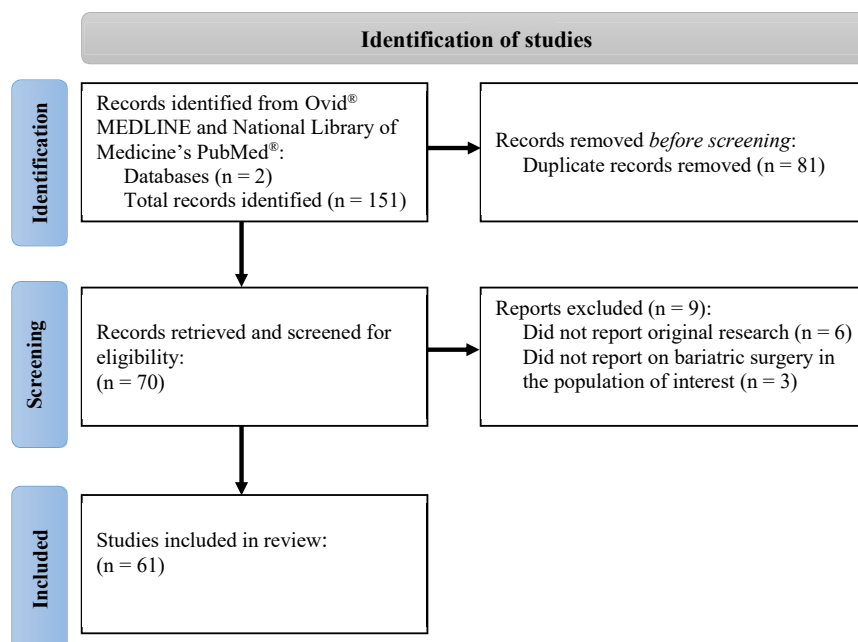 Identification of studies
Identification
Records identified from Ovid®
MEDLINE and National Library of
Medicine's PubMed®:
Databases (n = 2)
Total records identified (n = 151)
Records removed before screening:
Duplicate records removed (n = 81)
Screening
Records retrieved and screened for
eligibility:
(n = 70)
Reports excluded (n = 9):
Did not report original research (n = 6)
Did not report on bariatric surgery in
the population of interest (n = 3)
Included
Studies included in review:
(n = 61)